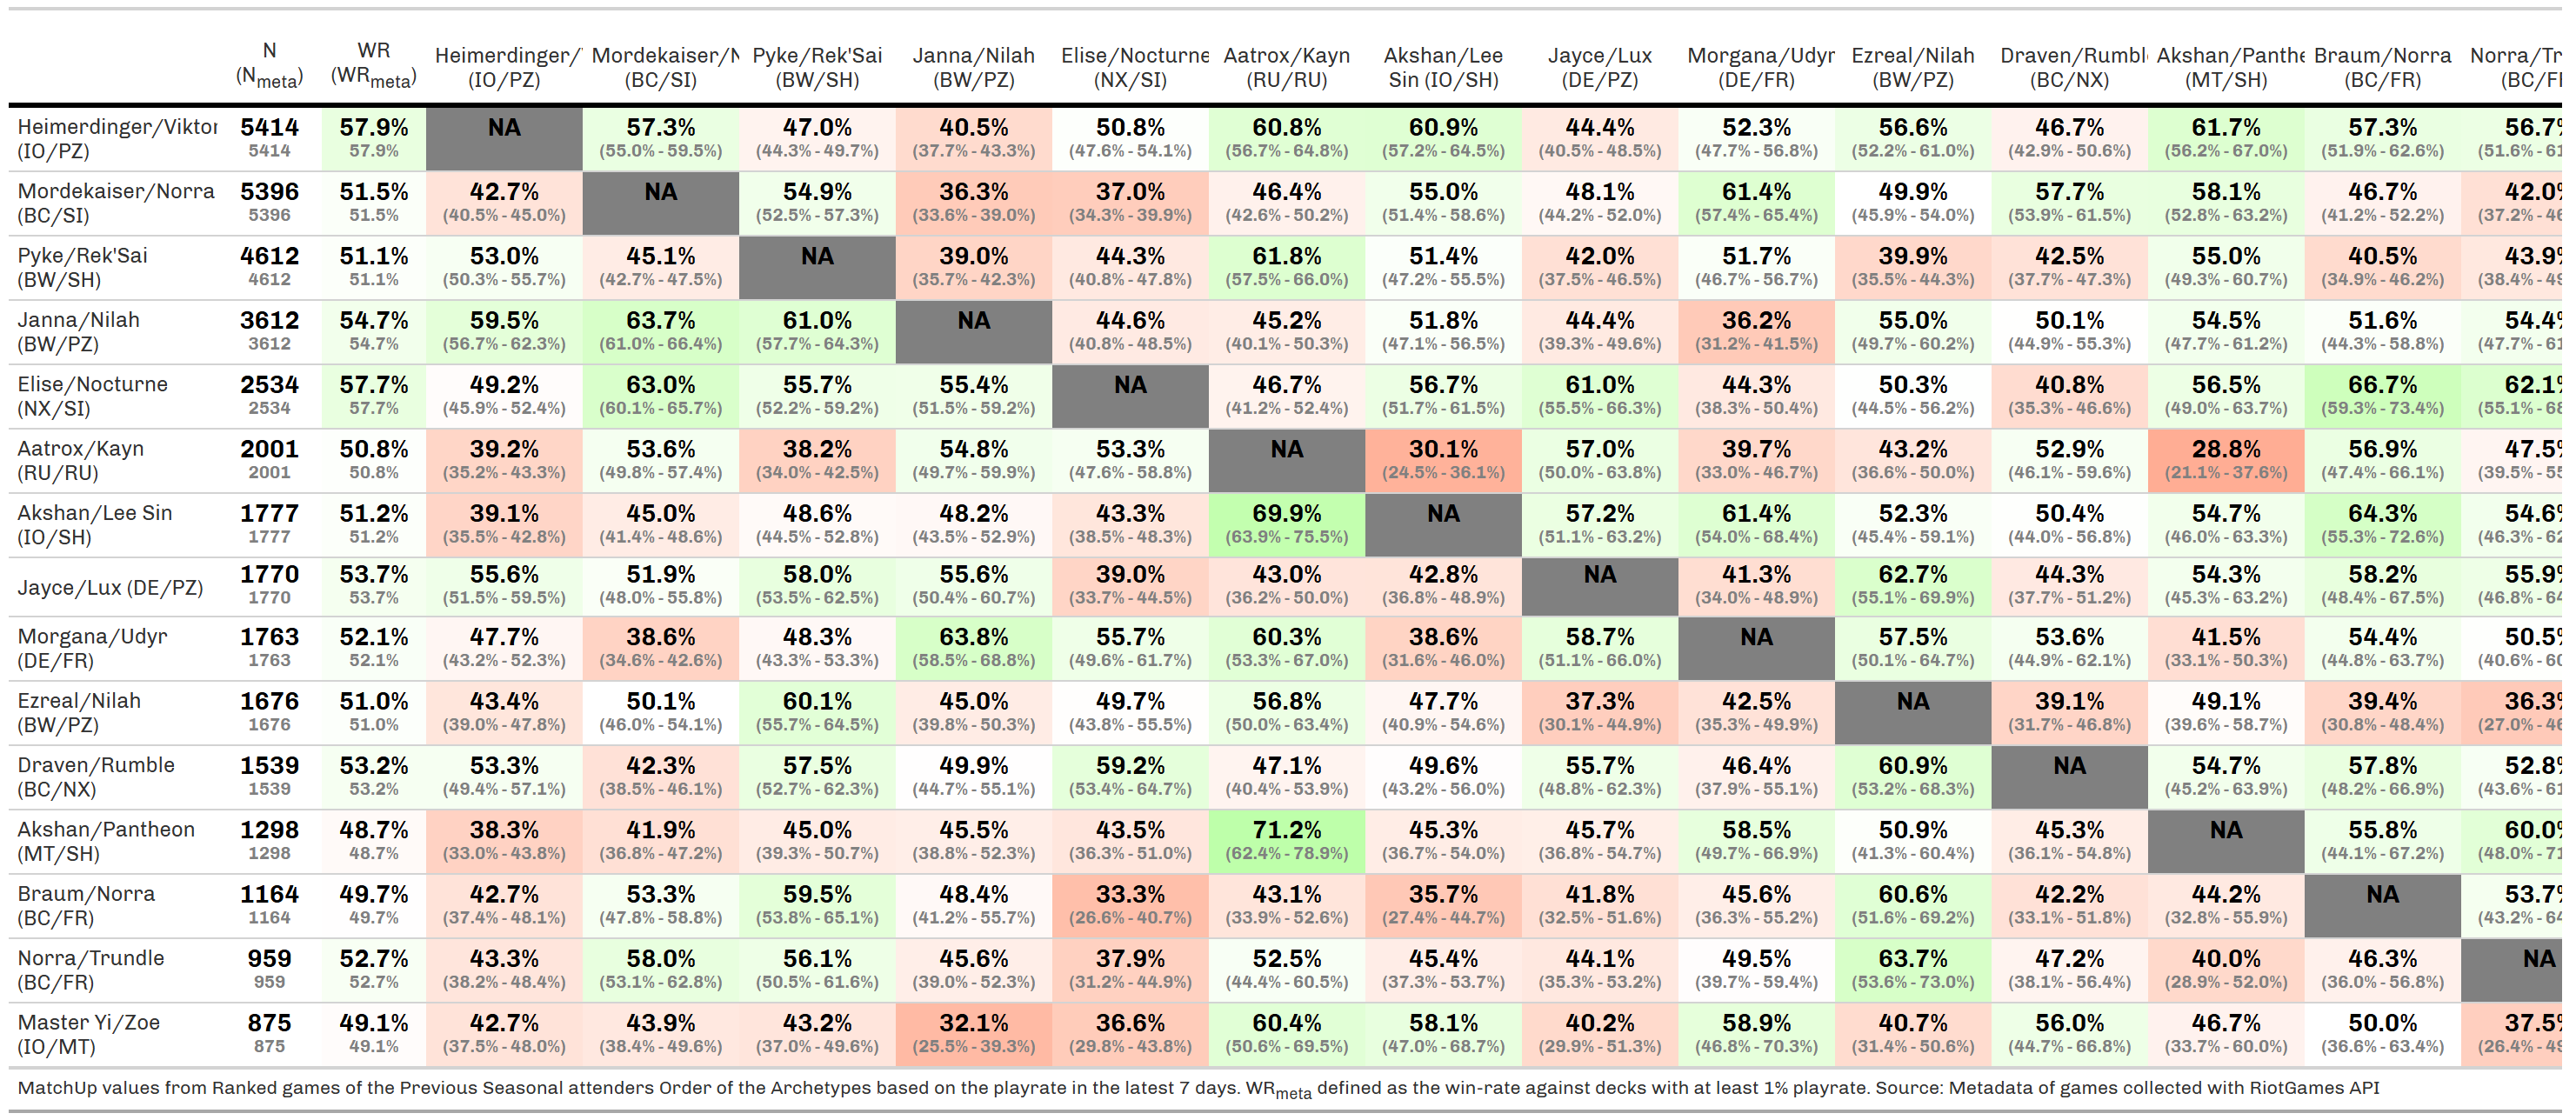 N WR Heimerdinger/ Mordekaiser/N Pyke/Rek'Sai Janna/Nilah Elise/Nocturne Aatrox/Kayn Akshan/Lee Jayce/Lux Morgana/Udyr Ezreal/Nilah Draven/Rumbl Akshan/Panthe Braum/Norra Norra/Tr
(Nmeta) (WRmeta) (IO/PZ) (BC/SI) (BW/SH) (BW/PZ) (NX/SI) (RU/RU) Sin (IO/SH) (DE/PZ) (DE/FR) (BW/PZ) (BC/NX) (MT/SH) (BC/FR) (BC/F
Heimerdinger/Viktor 5414 57.9% NA 57.3% 47.0% 40.5% 50.8% 60.8% 60.9% 44.4% 52.3% 56.6% 46.7% 61.7% 57.3% 56.7
(IO/PZ) 5414 57.9% (55.0% - 59.5%) (44.3% - 49.7%) (37.7% - 43.3%) (47.6% - 54.1%) (56.7% - 64.8%) (57.2% - 64.5%) (40.5% - 48.5%) (47.7% - 56.8%) (52.2% - 61.0%) (42.9% - 50.6%) (56.2% - 67.0%) (51.9% - 62.6%) (51.6% - 61
Mordekaiser/Norra 5396 51.5% 42.7% NA 54.9% 36.3% 37.0% 46.4% 55.0% 48.1% 61.4% 49.9% 57.7% 58.1% 46.7% 42.0
(BC/SI) 5396 51.5% (40.5% - 45.0%) (52.5% - 57.3%) (33.6% - 39.0%) (34.3% - 39.9%) (42.6% - 50.2%) (51.4% - 58.6%) (44.2% - 52.0%) (57.4% - 65.4%) (45.9% - 54.0%) (53.9% - 61.5%) (52.8% - 63.2%) (41.2% - 52.2%) (37.2% - 46
Pyke/Rek'Sai 4612 51.1% 53.0% 45.1% NA 39.0% 44.3% 61.8% 51.4% 42.0% 51.7% 39.9% 42.5% 55.0% 40.5% 43.9
(BW/SH) 4612 51.1% (50.3% - 55.7%) (42.7% - 47.5%) (35.7% - 42.3%) (40.8% - 47.8%) (57.5% - 66.0%) (47.2% - 55.5%) (37.5% - 46.5%) (46.7% - 56.7%) (35.5% - 44.3%) (37.7% - 47.3%) (49.3% - 60.7%) (34.9% - 46.2%) (38.4% - 49
Janna/Nilah 3612 54.7% 59.5% 63.7% 61.0% NA 44.6% 45.2% 51.8% 44.4% 36.2% 55.0% 50.1% 54.5% 51.6% 54.4
(BW/PZ) 3612 54.7% (56.7% - 62.3%) (61.0% - 66.4%) (57.7% - 64.3%) (40.8% - 48.5%) (40.1% - 50.3%) (47.1% - 56.5%) (39.3% - 49.6%) (31.2% - 41.5%) (49.7% - 60.2%) (44.9% - 55.3%) (47.7% - 61.2%) (44.3% - 58.8%) (47.7% - 61
Elise/Nocturne 2534 57.7% 49.2% 63.0% 55.7% 55.4% NA 46.7% 56.7% 61.0% 44.3% 50.3% 40.8% 56.5% 66.7% 62.1
(NX/SI) 2534 57.7% (45.9% - 52.4%) (60.1% - 65.7%) (52.2% - 59.2%) (51.5% - 59.2%) (41.2% - 52.4%) (51.7% - 61.5%) (55.5% - 66.3%) (38.3% - 50.4%) (44.5% - 56.2%) (35.3% - 46.6%) (49.0% - 63.7%) (59.3% - 73.4%) (55.1% - 68
Aatrox/Kayn 2001 50.8% 39.2% 53.6% 38.2% 54.8% 53.3% NA 30.1% 57.0% 39.7% 43.2% 52.9% 28.8% 56.9% 47.5
(RU/RU) 2001 50.8% (35.2% - 43.3%) (49.8% - 57.4%) (34.0% - 42.5%) (49.7% - 59.9%) (47.6% - 58.8%) (24.5% - 36.1%) (50.0% - 63.8%) (33.0% - 46.7%) (36.6% - 50.0%) (46.1% - 59.6%) (21.1% - 37.6%) (47.4% - 66.1%) (39.5% - 55
Akshan/Lee Sin 1777 51.2% 39.1% 45.0% 48.6% 48.2% 43.3% 69.9% NA 57.2% 61.4% 52.3% 50.4% 54.7% 64.3% 54.6
(IO/SH) 1777 51.2% (35.5% - 42.8%) (41.4% - 48.6%) (44.5% - 52.8%) (43.5% - 52.9%) (38.5% - 48.3%) (63.9% - 75.5%) (51.1% - 63.2%) (54.0% - 68.4%) (45.4% - 59.1%) (44.0% - 56.8%) (46.0% - 63.3%) (55.3% - 72.6%) (46.3% - 62
Jayce/Lux (DE/PZ) 1770 53.7% 55.6% 51.9% 58.0% 55.6% 39.0% 43.0% 42.8% NA 41.3% 62.7% 44.3% 54.3% 58.2% 55.9
1770 53.7% (51.5% - 59.5%) (48.0% - 55.8%) (53.5% - 62.5%) (50.4% - 60.7%) (33.7% - 44.5%) (36.2% - 50.0%) (36.8% - 48.9%) (34.0% - 48.9%) (55.1% - 69.9%) (37.7% - 51.2%) (45.3% - 63.2%) (48.4% - 67.5%) (46.8% - 64
Morgana/Udyr 1763 52.1% 47.7% 38.6% 48.3% 63.8% 55.7% 60.3% 38.6% 58.7% NA 57.5% 53.6% 41.5% 54.4% 50.5
(DE/FR) 1763 52.1% (43.2% - 52.3%) (34.6% - 42.6%) (43.3% - 53.3%) (58.5% - 68.8%) (49.6% - 61.7%) (53.3% - 67.0%) (31.6% - 46.0%) (51.1% - 66.0%) (50.1% - 64.7%) (44.9% - 62.1%) (33.1% - 50.3%) (44.8% - 63.7%) (40.6% - 60
Ezreal/Nilah 1676 51.0% 43.4% 50.1% 60.1% 45.0% 49.7% 56.8% 47.7% 37.3% 42.5% NA 39.1% 49.1% 39.4% 36.3
(BW/PZ) 1676 51.0% (39.0% - 47.8%) (46.0% - 54.1%) (55.7% - 64.5%) (39.8% - 50.3%) (43.8% - 55.5%) (50.0% - 63.4%) (40.9% - 54.6%) (30.1% - 44.9%) (35.3% - 49.9%) (31.7% - 46.8%) (39.6% - 58.7%) (30.8% - 48.4%) (27.0% - 46
Draven/Rumble 1539 53.2% 53.3% 42.3% 57.5% 49.9% 59.2% 47.1% 49.6% 55.7% 46.4% 60.9% NA 54.7% 57.8% 52.8
(BC/NX) 1539 53.2% (49.4% - 57.1%) (38.5% - 46.1%) (52.7% - 62.3%) (44.7% - 55.1%) (53.4% - 64.7%) (40.4% - 53.9%) (43.2% - 56.0%) (48.8% - 62.3%) (37.9% - 55.1%) (53.2% - 68.3%) (45.2% - 63.9%) (48.2% - 66.9%) (43.6% - 61
Akshan/Pantheon 1298 48.7% 38.3% 41.9% 45.0% 45.5% 43.5% 71.2% 45.3% 45.7% 58.5% 50.9% 45.3% NA 55.8% 60.0
(MT/SH) 1298 48.7% (33.0% - 43.8%) (36.8% - 47.2%) (39.3% - 50.7%) (38.8% - 52.3%) (36.3% - 51.0%) (62.4% - 78.9%) (36.7% - 54.0%) (36.8% - 54.7%) (49.7% - 66.9%) (41.3% - 60.4%) (36.1% - 54.8%) (44.1% - 67.2%) (48.0% - 71
Braum/Norra 1164 49.7% 42.7% 53.3% 59.5% 48.4% 33.3% 43.1% 35.7% 41.8% 45.6% 60.6% 42.2% 44.2% NA 53.7
(BC/FR) 1164 49.7% (37.4% - 48.1%) (47.8% - 58.8%) (53.8% - 65.1%) (41.2% - 55.7%) (26.6% - 40.7%) (33.9% - 52.6%) (27.4% - 44.7%) (32.5% - 51.6%) (36.3% - 55.2%) (51.6% - 69.2%) (33.1% - 51.8%) (32.8% - 55.9%) (43.2% - 64
Norra/Trundle 959 52.7% 43.3% 58.0% 56.1% 45.6% 37.9% 52.5% 45.4% 44.1% 49.5% 63.7% 47.2% 40.0% 46.3% NA
(BC/FR) 959 52.7% (38.2% - 48.4%) (53.1% - 62.8%) (50.5% - 61.6%) (39.0% - 52.3%) (31.2% - 44.9%) (44.4% - 60.5%) (37.3% - 53.7%) (35.3% - 53.2%) (39.7% - 59.4%) (53.6% - 73.0%) (38.1% - 56.4%) (28.9% - 52.0%) (36.0% - 56.8%)
Master Yi/Zoe 875 49.1% 42.7% 43.9% 43.2% 32.1% 36.6% 60.4% 58.1% 40.2% 58.9% 40.7% 56.0% 46.7% 50.0% 37.5
(IO/MT) 875 49.1% (37.5% - 48.0%) (38.4% - 49.6%) (37.0% - 49.6%) (25.5% - 39.3%) (29.8% - 43.8%) (50.6% - 69.5%) (47.0% - 68.7%) (29.9% - 51.3%) (46.8% - 70.3%) (31.4% - 50.6%) (44.7% - 66.8%) (33.7% - 60.0%) (36.6% - 63.4%) (26.4% - 49
MatchUp values from Ranked games of the Previous Seasonal attenders Order of the Archetypes based on the playrate in the latest 7 days. WRmeta defined as the win-rate against decks with at least 1% playrate. Source: Metadata of games collected with RiotGames API